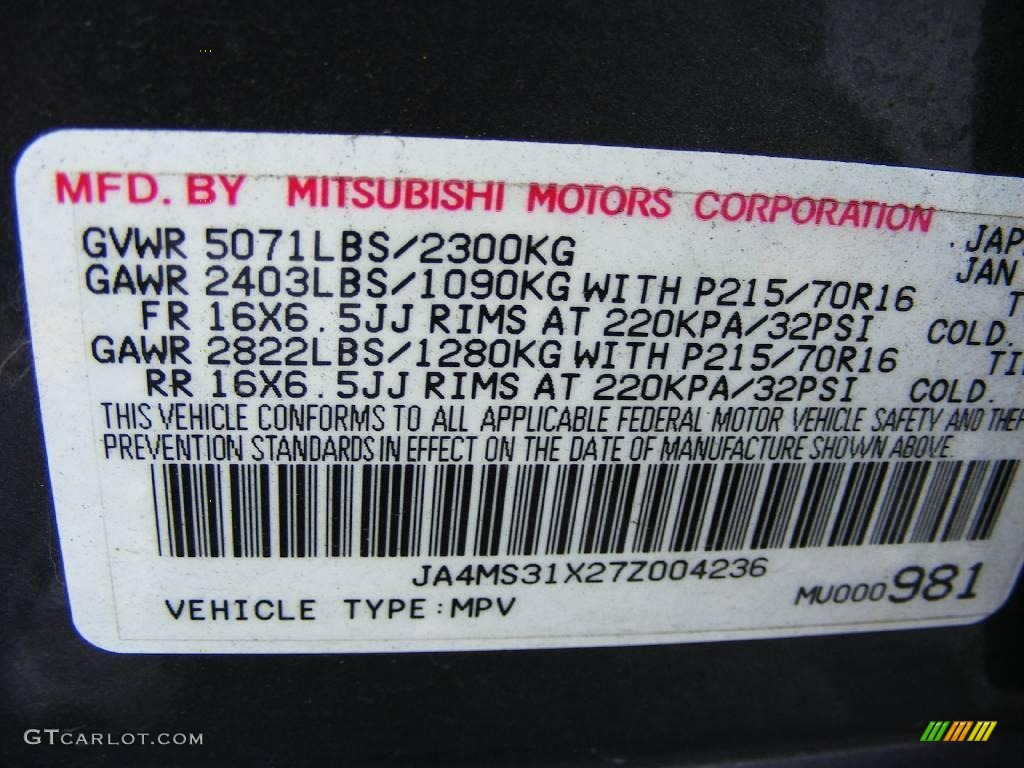 MFD. BY MITSUBISHI MOTORS CORPORATION
GVWR 5071LBS/2300KG JAP
GAWR 2403LBS/1090KG WITH P215/70R16 JAN
FR 16X6.5JJ RIMS AT 220KPA/32PSI COLD.
GAWR 2822LBS/1280KG WITH P215/70R16
RR 16X6.5JJ RIMS AT 220KPA/32PSI COLD.
THIS VEHICLE CONFORMS TO ALL APPLICABLE FEDERAL MOTOR VEHICLE SAFETY AND THEF
PREVENTION STANDARDS IN EFFECT ON THE DATE OF MANUFACTURE SHOWN ABOVE.
JA4MS31X27Z004236
VEHICLE TYPE:MPV MU000981
GTCARLOT.COM